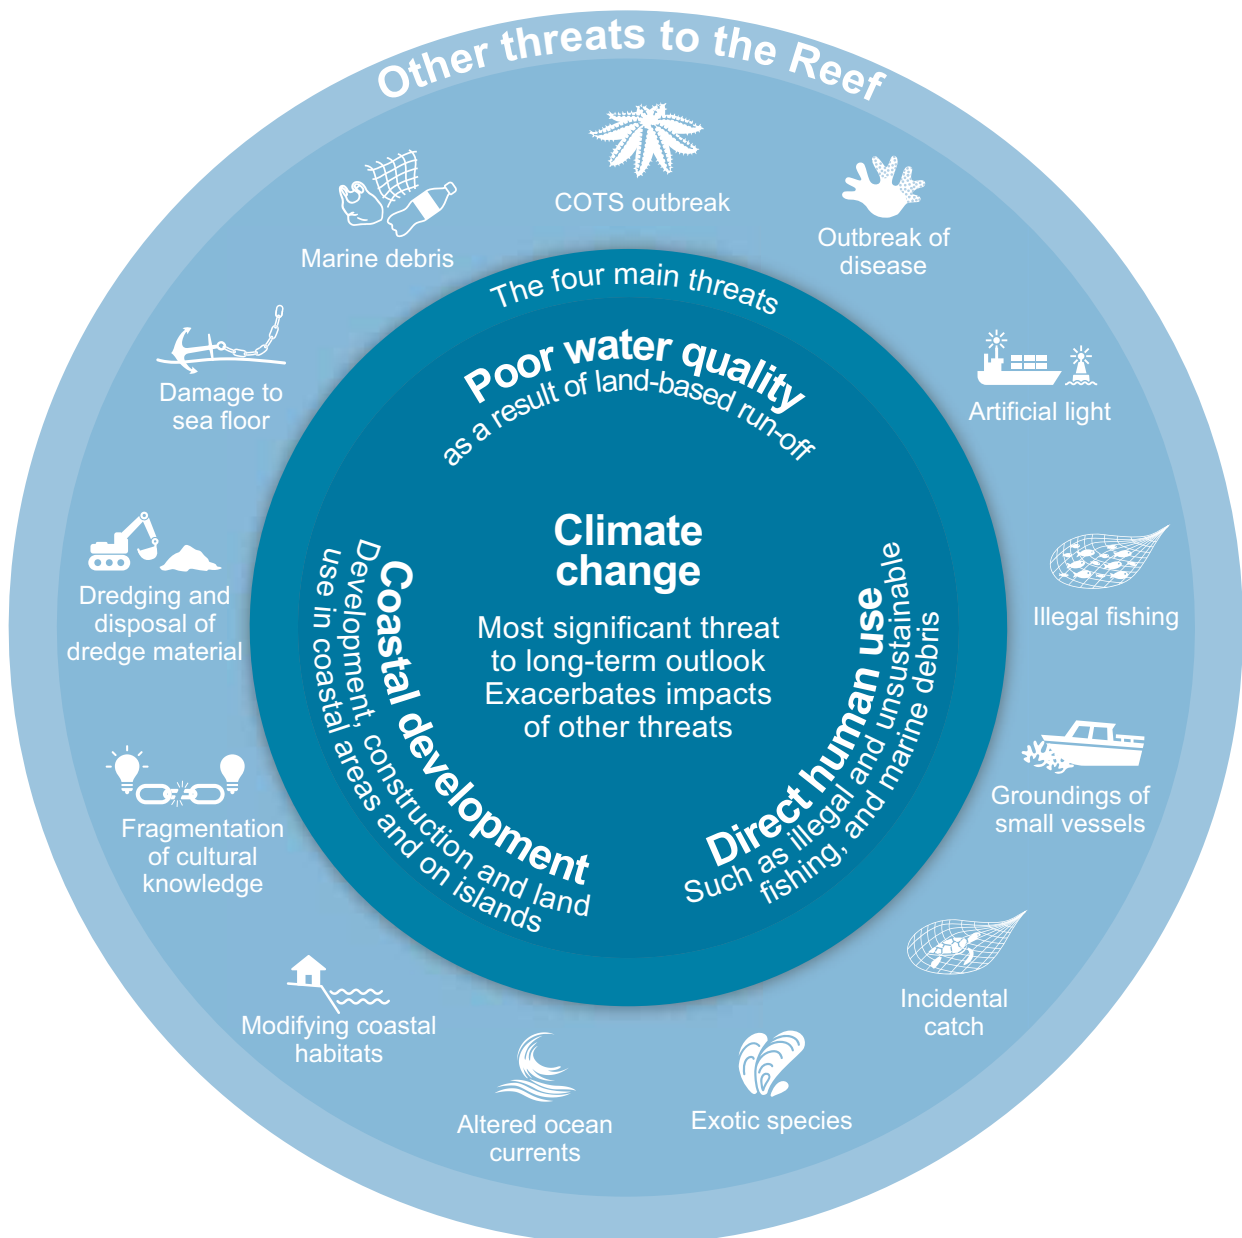 Other threats to the Reef
COTS outbreak
Outbreak of
disease
Artificial light
Illegal fishing
Groundings of
small vessels
Incidental
catch
Exotic species
Altered ocean
currents
Modifying coastal
habitats
Fragmentation
of cultural
knowledge
Dredging and
disposal of
dredge material
Damage to
sea floor
Marine debris
The four main threats
Poor water quality
as a result of land-based run-off
Climate
change
Most significant threat
to long-term outlook
Exacerbates impacts
of other threats
Direct human use
Such as illegal and unsustainable
fishing, and marine debris
Coastal development
Development, construction and land
use in coastal areas and on islands